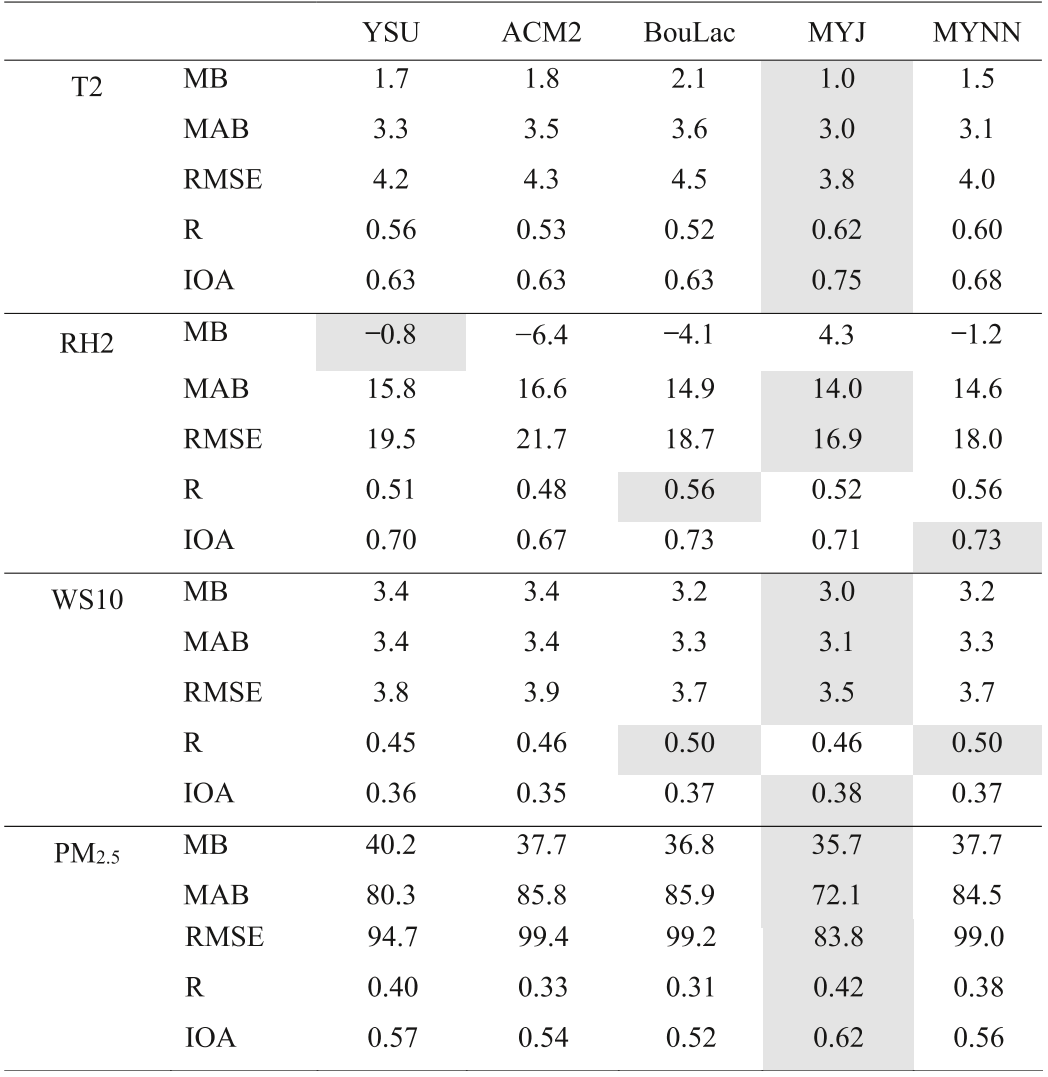 YSU ACM2 BouLac MYJ MYNN
T2 MB 1.7 1.8 2.1 1.0 1.5
MAB 3.3 3.5 3.6 3.0 3.1
RMSE 4.2 4.3 4.5 3.8 4.0
R 0.56 0.53 0.52 0.62 0.60
IOA 0.63 0.63 0.63 0.75 0.68
RH2 MB −0.8 −6.4 −4.1 4.3 −1.2
MAB 15.8 16.6 14.9 14.0 14.6
RMSE 19.5 21.7 18.7 16.9 18.0
R 0.51 0.48 0.56 0.52 0.56
IOA 0.70 0.67 0.73 0.71 0.73
WS10 MB 3.4 3.4 3.2 3.0 3.2
MAB 3.4 3.4 3.3 3.1 3.3
RMSE 3.8 3.9 3.7 3.5 3.7
R 0.45 0.46 0.50 0.46 0.50
IOA 0.36 0.35 0.37 0.38 0.37
PM2.5 MB 40.2 37.7 36.8 35.7 37.7
MAB 80.3 85.8 85.9 72.1 84.5
RMSE 94.7 99.4 99.2 83.8 99.0
R 0.40 0.33 0.31 0.42 0.38
IOA 0.57 0.54 0.52 0.62 0.56